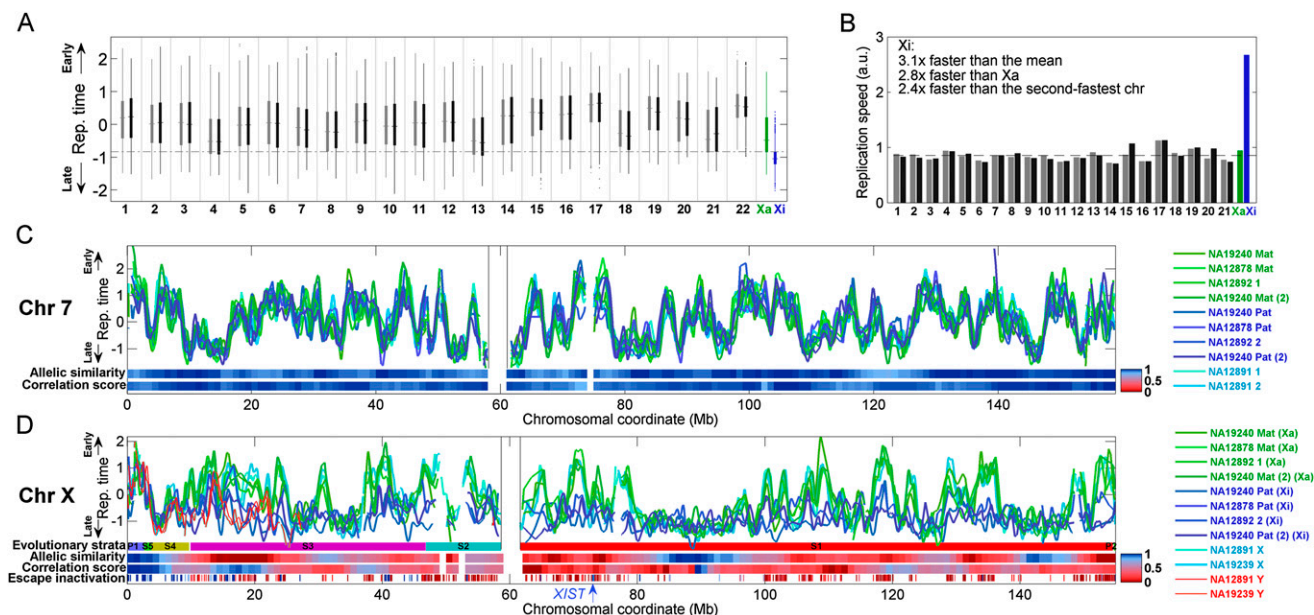 A
Early
Rep. time
Late
2
1
0
-1
-2
1 2 3 4 5 6 7 8 9 10 11 12 13 14 15 16 17 18 19 20 21 22 Xa Xi
B
Replication speed (a.u.)
3
2
1
0
Xi:
3.1x faster than the mean
2.8x faster than Xa
2.4x faster than the second-fastest chr
1 2 3 4 5 6 7 8 9 10 11 12 13 14 15 16 17 18 19 20 21 Xa Xi
C
Chr 7
Early
Rep. time
Late
2
1
0
-1
Allelic similarity
Correlation score
0 20 40 60 80 100 120 140
Chromosomal coordinate (Mb)
1
0.5
0
NA19240 Mat
NA12878 Mat
NA12892 1
NA19240 Mat (2)
NA19240 Pat
NA12878 Pat
NA12892 2
NA19240 Pat (2)
NA12891 1
NA12891 2
D
Chr X
Early
Rep. time
Late
2
1
0
-1
Evolutionary strata
P1 S5 S4 S3 S2 S1 P2
Allelic similarity
Correlation score
Escape inactivation
0 20 40 60 80 100 120 140
XIST
Chromosomal coordinate (Mb)
1
0.5
0
NA19240 Mat (Xa)
NA12878 Mat (Xa)
NA12892 1 (Xa)
NA19240 Mat (2) (Xa)
NA19240 Pat (Xi)
NA12878 Pat (Xi)
NA12892 2 (Xi)
NA19240 Pat (2) (Xi)
NA12891 X
NA19239 X
NA12891 Y
NA19239 Y